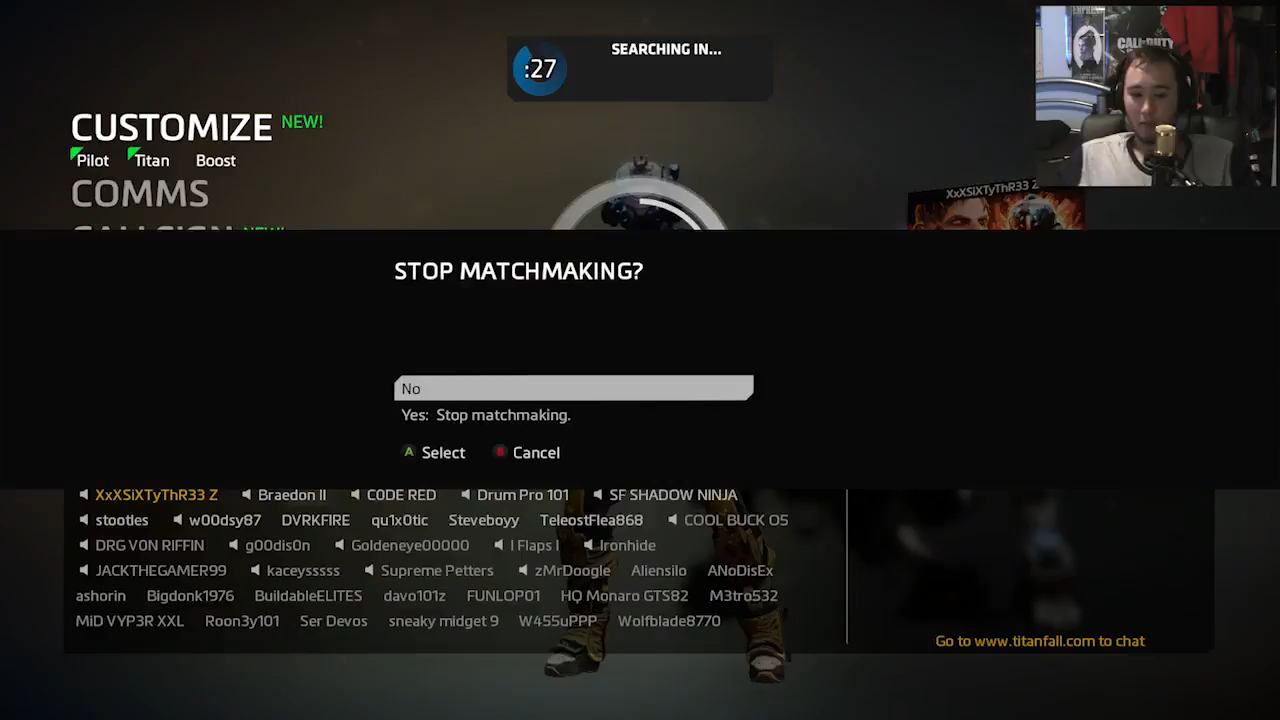 :27
SEARCHING IN...
CALL OF DUTY
CUSTOMIZE NEW!
Pilot Titan Boost
COMMS
XxXSiXTyThR33 Z
STOP MATCHMAKING?
No
Yes: Stop matchmaking.
A Select B Cancel
XxXSiXTyThR33 Z Braedon II C0DE RED Drum Pro 101 SF SHADOW NINJA
stootles w00dsy87 DVRKFIRE qu1x0tic Steveboyy TeleostFlea868 COOL BUCK O5
DRG V0N RIFFIN g00dis0n Goldeneye00000 I Flaps I Ironhide
JACKTHEGAMER99 kaceysssss Supreme Petters zMrDoogle Aliensilo ANoDisEx
ashorin Bigdonk1976 BuildableELITES davo101z FUNLOP01 HQ Monaro GTS82 M3tro532
MiD VYP3R XXL Roon3y101 Ser Devos sneaky midget 9 W455uPPP Wolfblade8770
Go to www.titanfall.com to chat